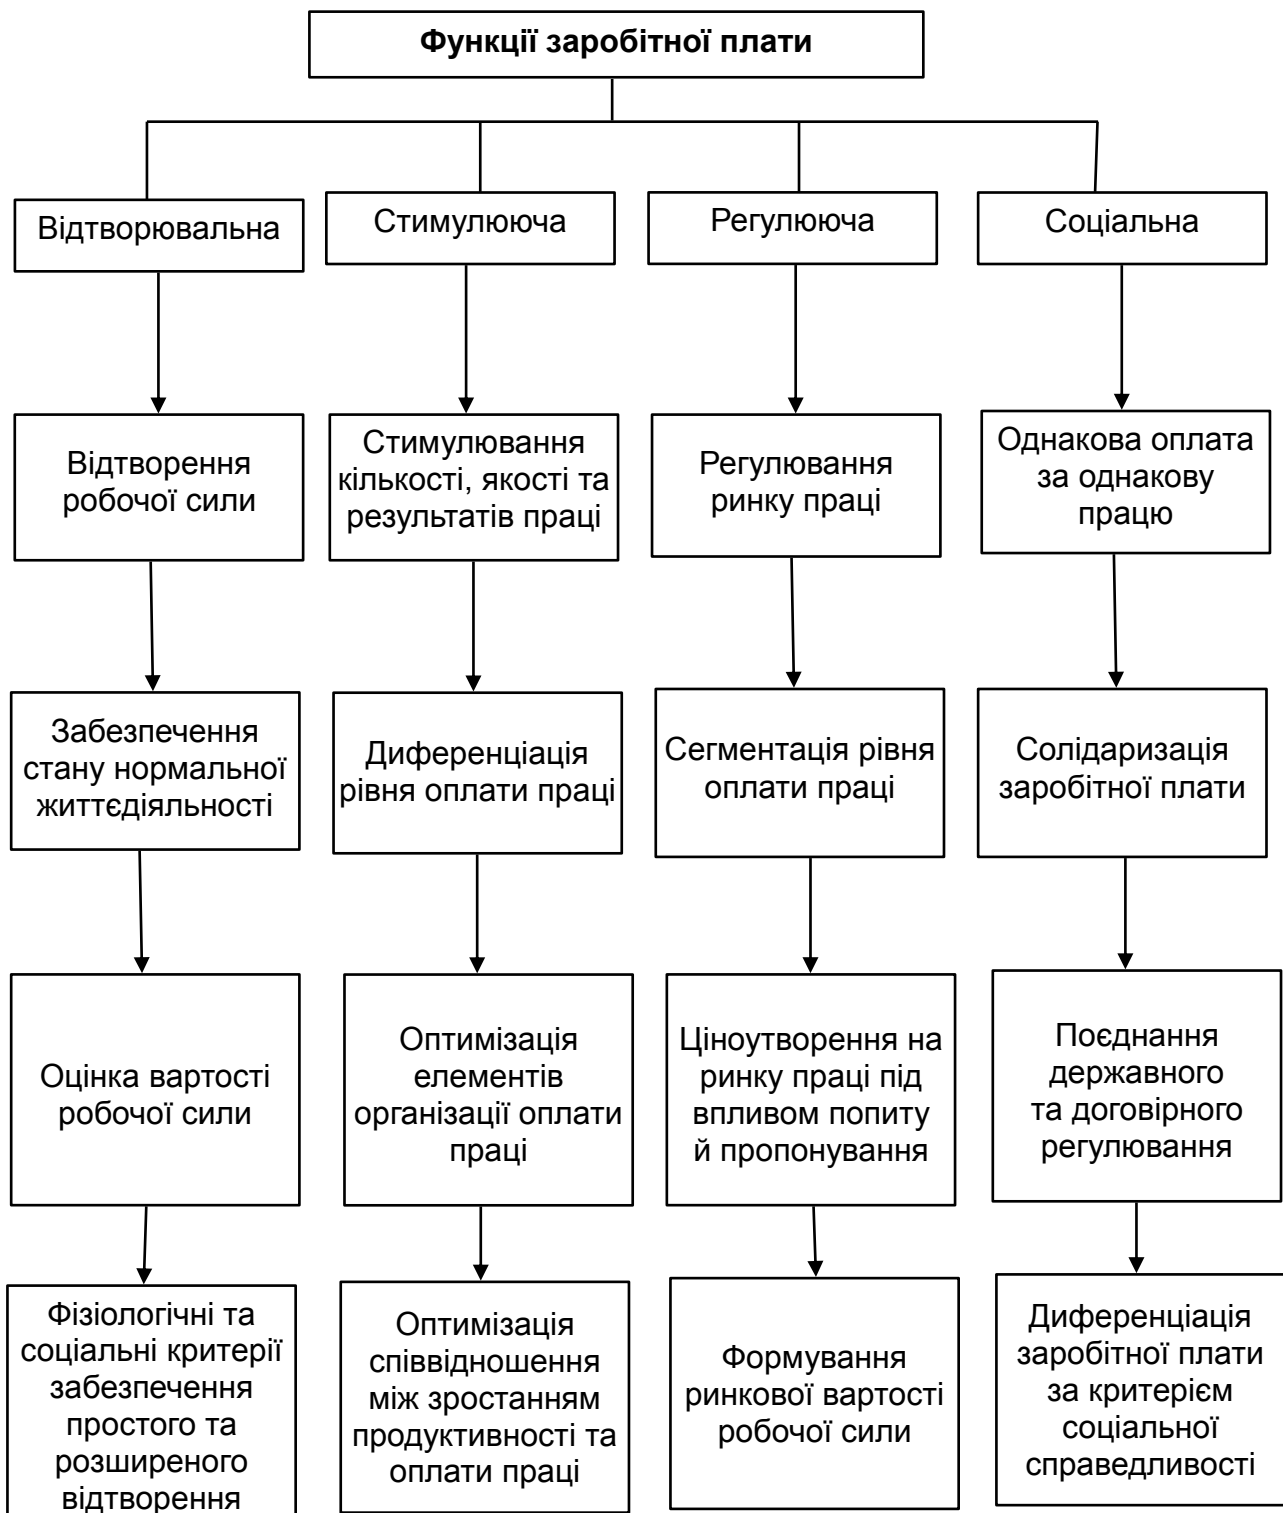 Функції заробітної плати
Відтворювальна
Стимулююча
Регулююча
Соціальна
Відтворення
робочої сили
Стимулювання
кількості, якості та
результатів праці
Регулювання
ринку праці
Однакова оплата
за однакову
працю
Забезпечення
стану нормальної
життєдіяльності
Диференціація
рівня оплати праці
Сегментація рівня
оплати праці
Солідаризація
заробітної плати
Оцінка вартості
робочої сили
Оптимізація
елементів
організації оплати
праці
Ціноутворення на
ринку праці під
впливом попиту
й пропонування
Поєднання
державного
та договірного
регулювання
Фізіологічні та
соціальні критерії
забезпечення
простого та
розширеного
відтворення
Оптимізація
співвідношення
між зростанням
продуктивності та
оплати праці
Формування
ринкової вартості
робочої сили
Диференціація
заробітної плати
за критерієм
соціальної
справедливості